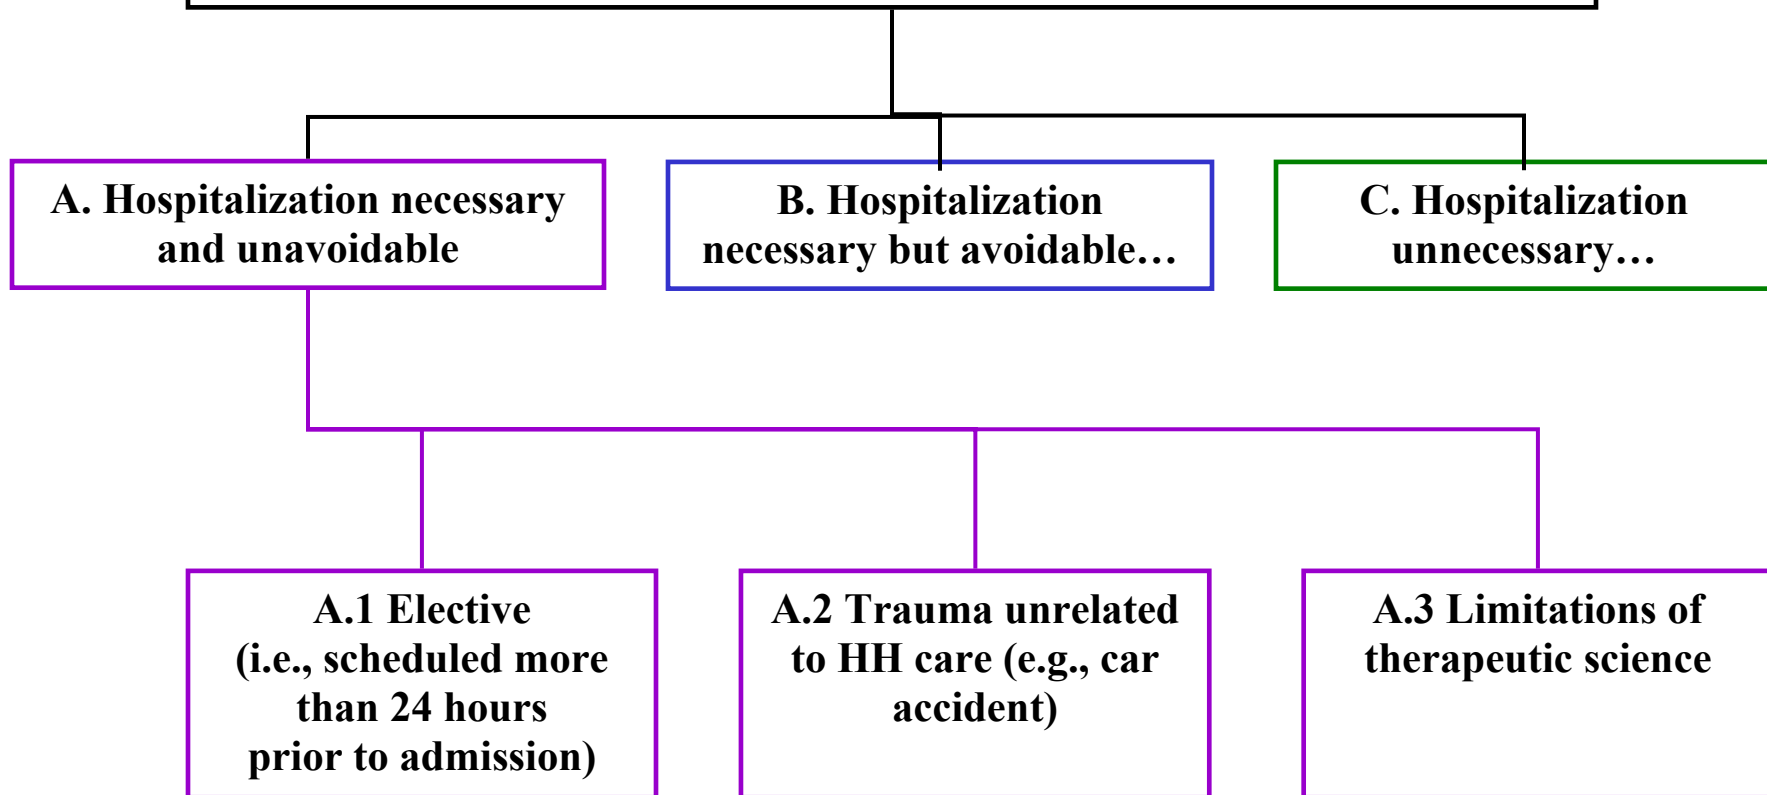 A. Hospitalization necessary
and unavoidable
B. Hospitalization
necessary but avoidable…
C. Hospitalization
unnecessary…
A.1 Elective
(i.e., scheduled more
than 24 hours
prior to admission)
A.2 Trauma unrelated
to HH care (e.g., car
accident)
A.3 Limitations of
therapeutic science